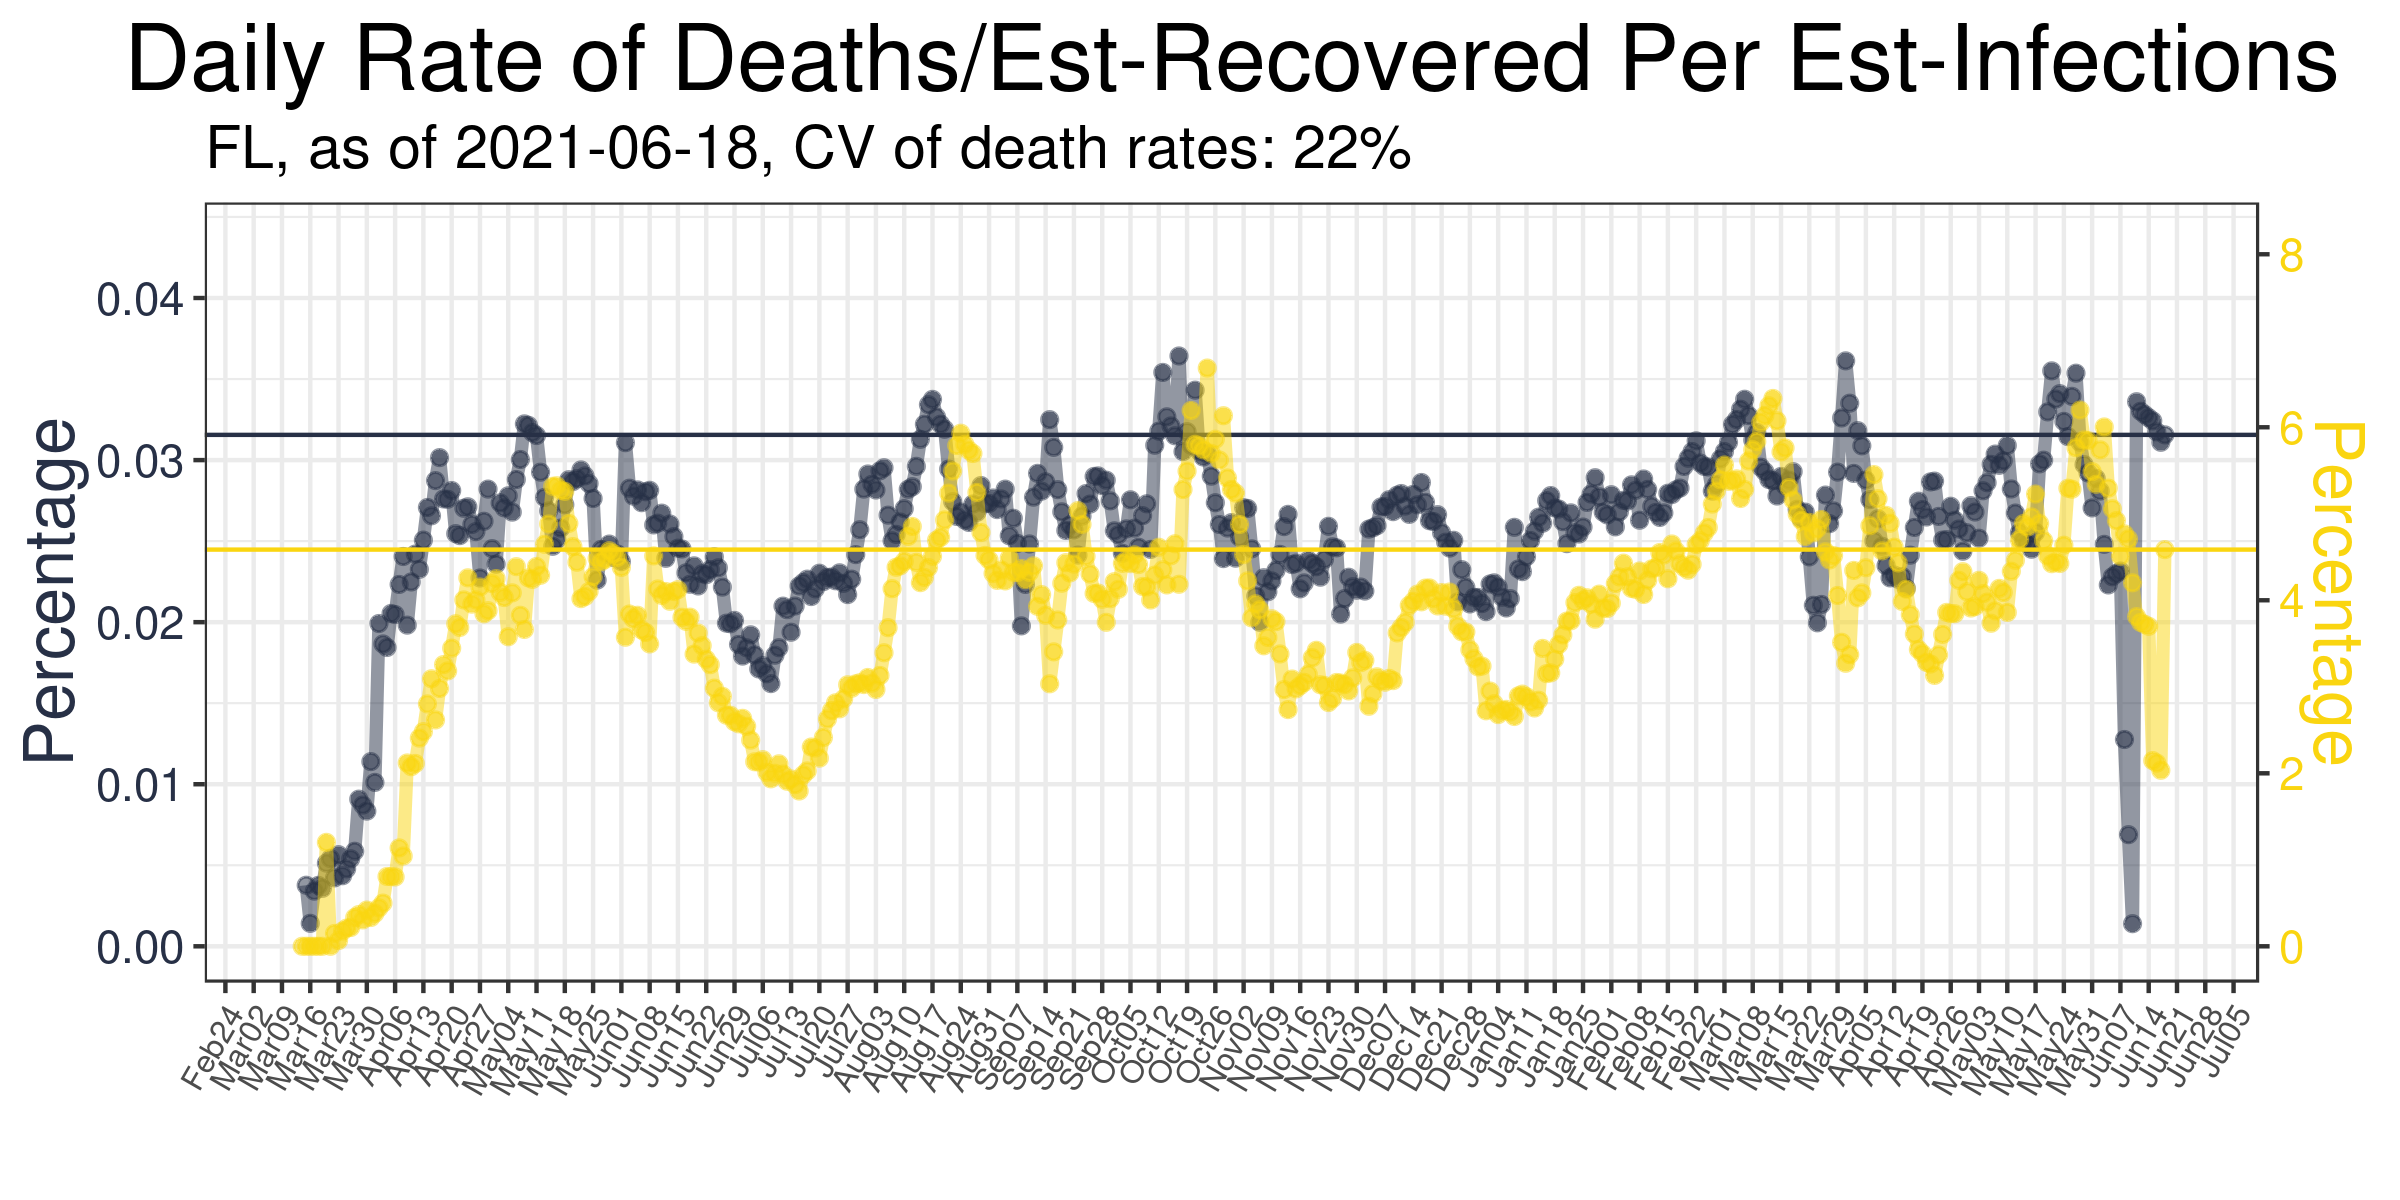 Daily Rate of Deaths/Est-Recovered Per Est-Infections
FL, as of 2021-06-18, CV of death rates: 22%
Percentage
0.04
0.03
0.02
0.01
0.00
8
6
4
2
0
Percentage
Feb24
Mar02
Mar09
Mar16
Mar23
Mar30
Apr06
Apr13
Apr20
Apr27
May04
May11
May18
May25
Jun01
Jun08
Jun15
Jun22
Jun29
Jul06
Jul13
Jul20
Jul27
Aug03
Aug10
Aug17
Aug24
Aug31
Sep07
Sep14
Sep21
Sep28
Oct05
Oct12
Oct19
Oct26
Nov02
Nov09
Nov16
Nov23
Nov30
Dec07
Dec14
Dec21
Dec28
Jan04
Jan11
Jan18
Jan25
Feb01
Feb08
Feb15
Feb22
Mar01
Mar08
Mar15
Mar22
Mar29
Apr05
Apr12
Apr19
Apr26
May03
May10
May17
May24
May31
Jun07
Jun14
Jun21
Jun28
Jul05